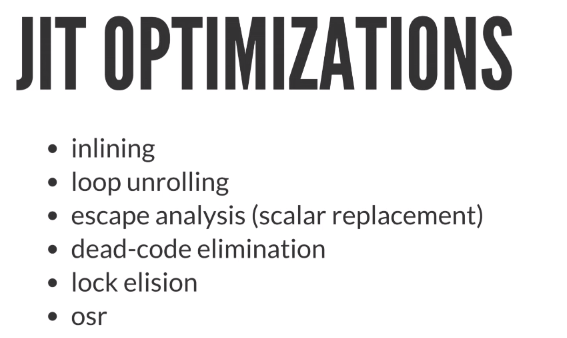 JIT OPTIMIZATIONS
• inlining
• loop unrolling
• escape analysis (scalar replacement)
• dead-code elimination
• lock elision
• osr